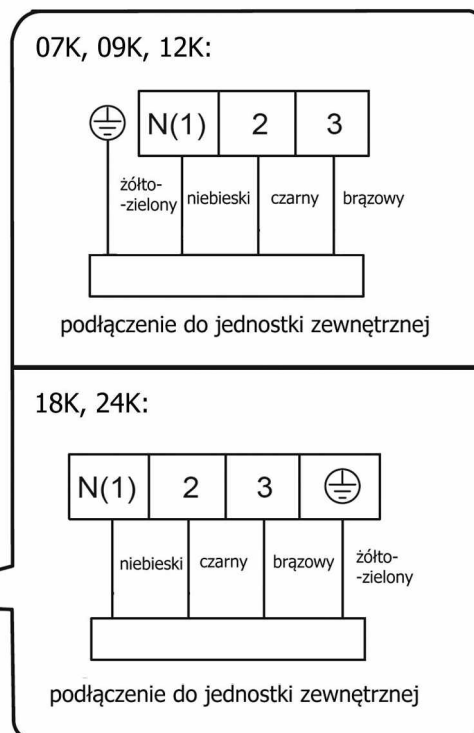 07K, 09K, 12K:
N(1) 2 3
żółto-
-zielony niebieski czarny brązowy
podłączenie do jednostki zewnętrznej
18K, 24K:
N(1) 2 3
niebieski czarny brązowy żółto-
-zielony
podłączenie do jednostki zewnętrznej